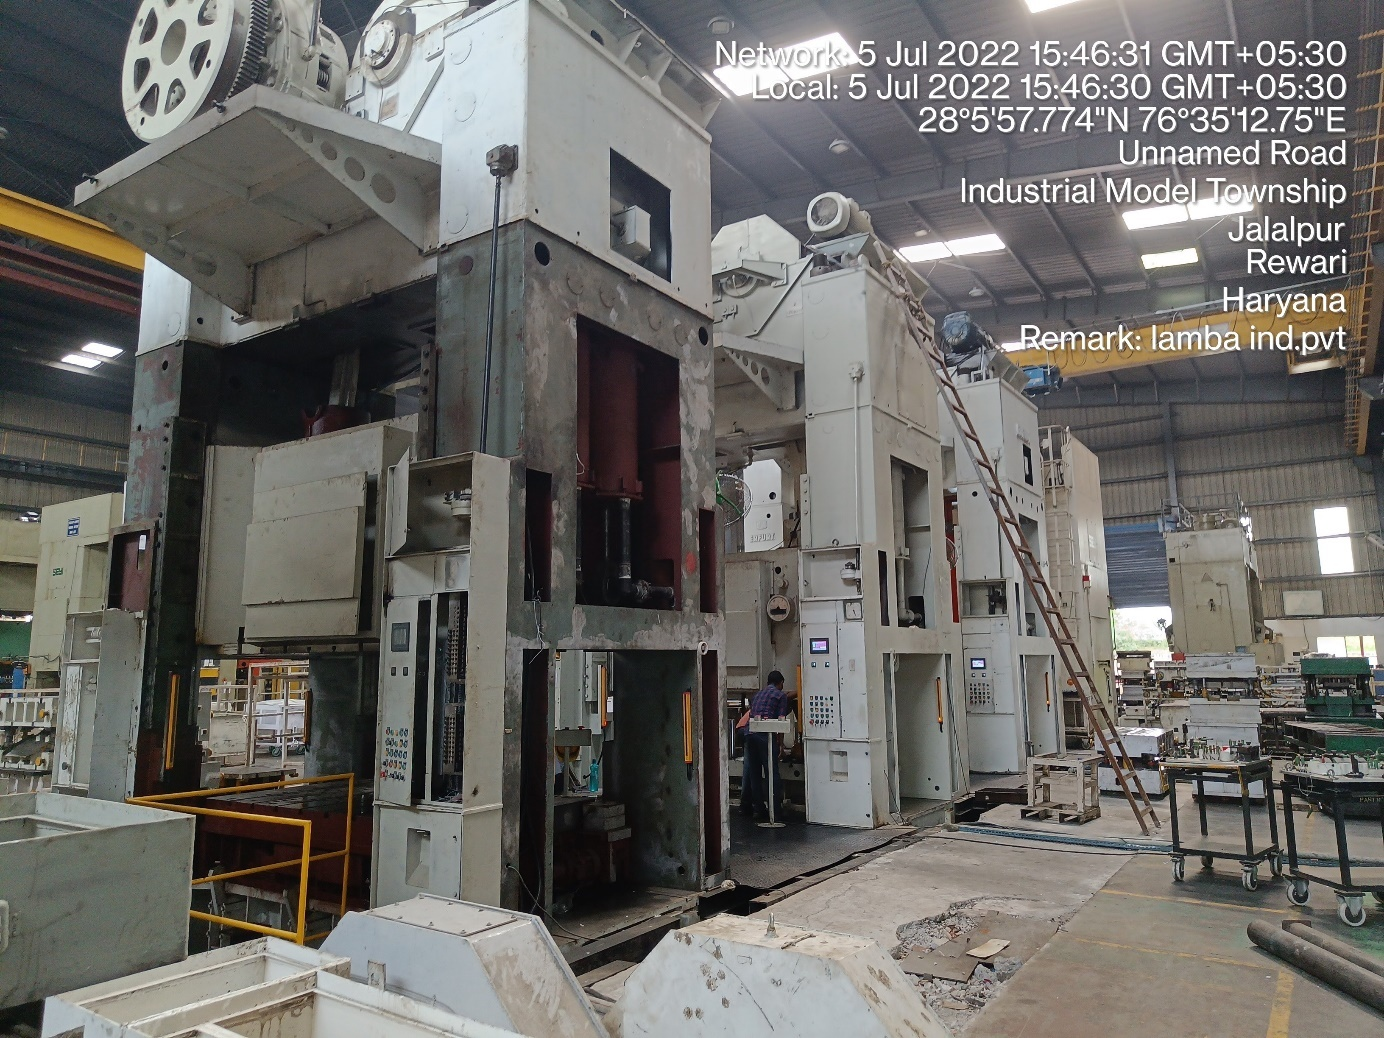 Network: 5 Jul 2022 15:46:31 GMT+05:30
Local: 5 Jul 2022 15:46:30 GMT+05:30
28°5'57.774"N 76°35'12.75"E
Unnamed Road
Industrial Model Township
Jalalpur
Rewari
Haryana
Remark: lamba ind.pvt